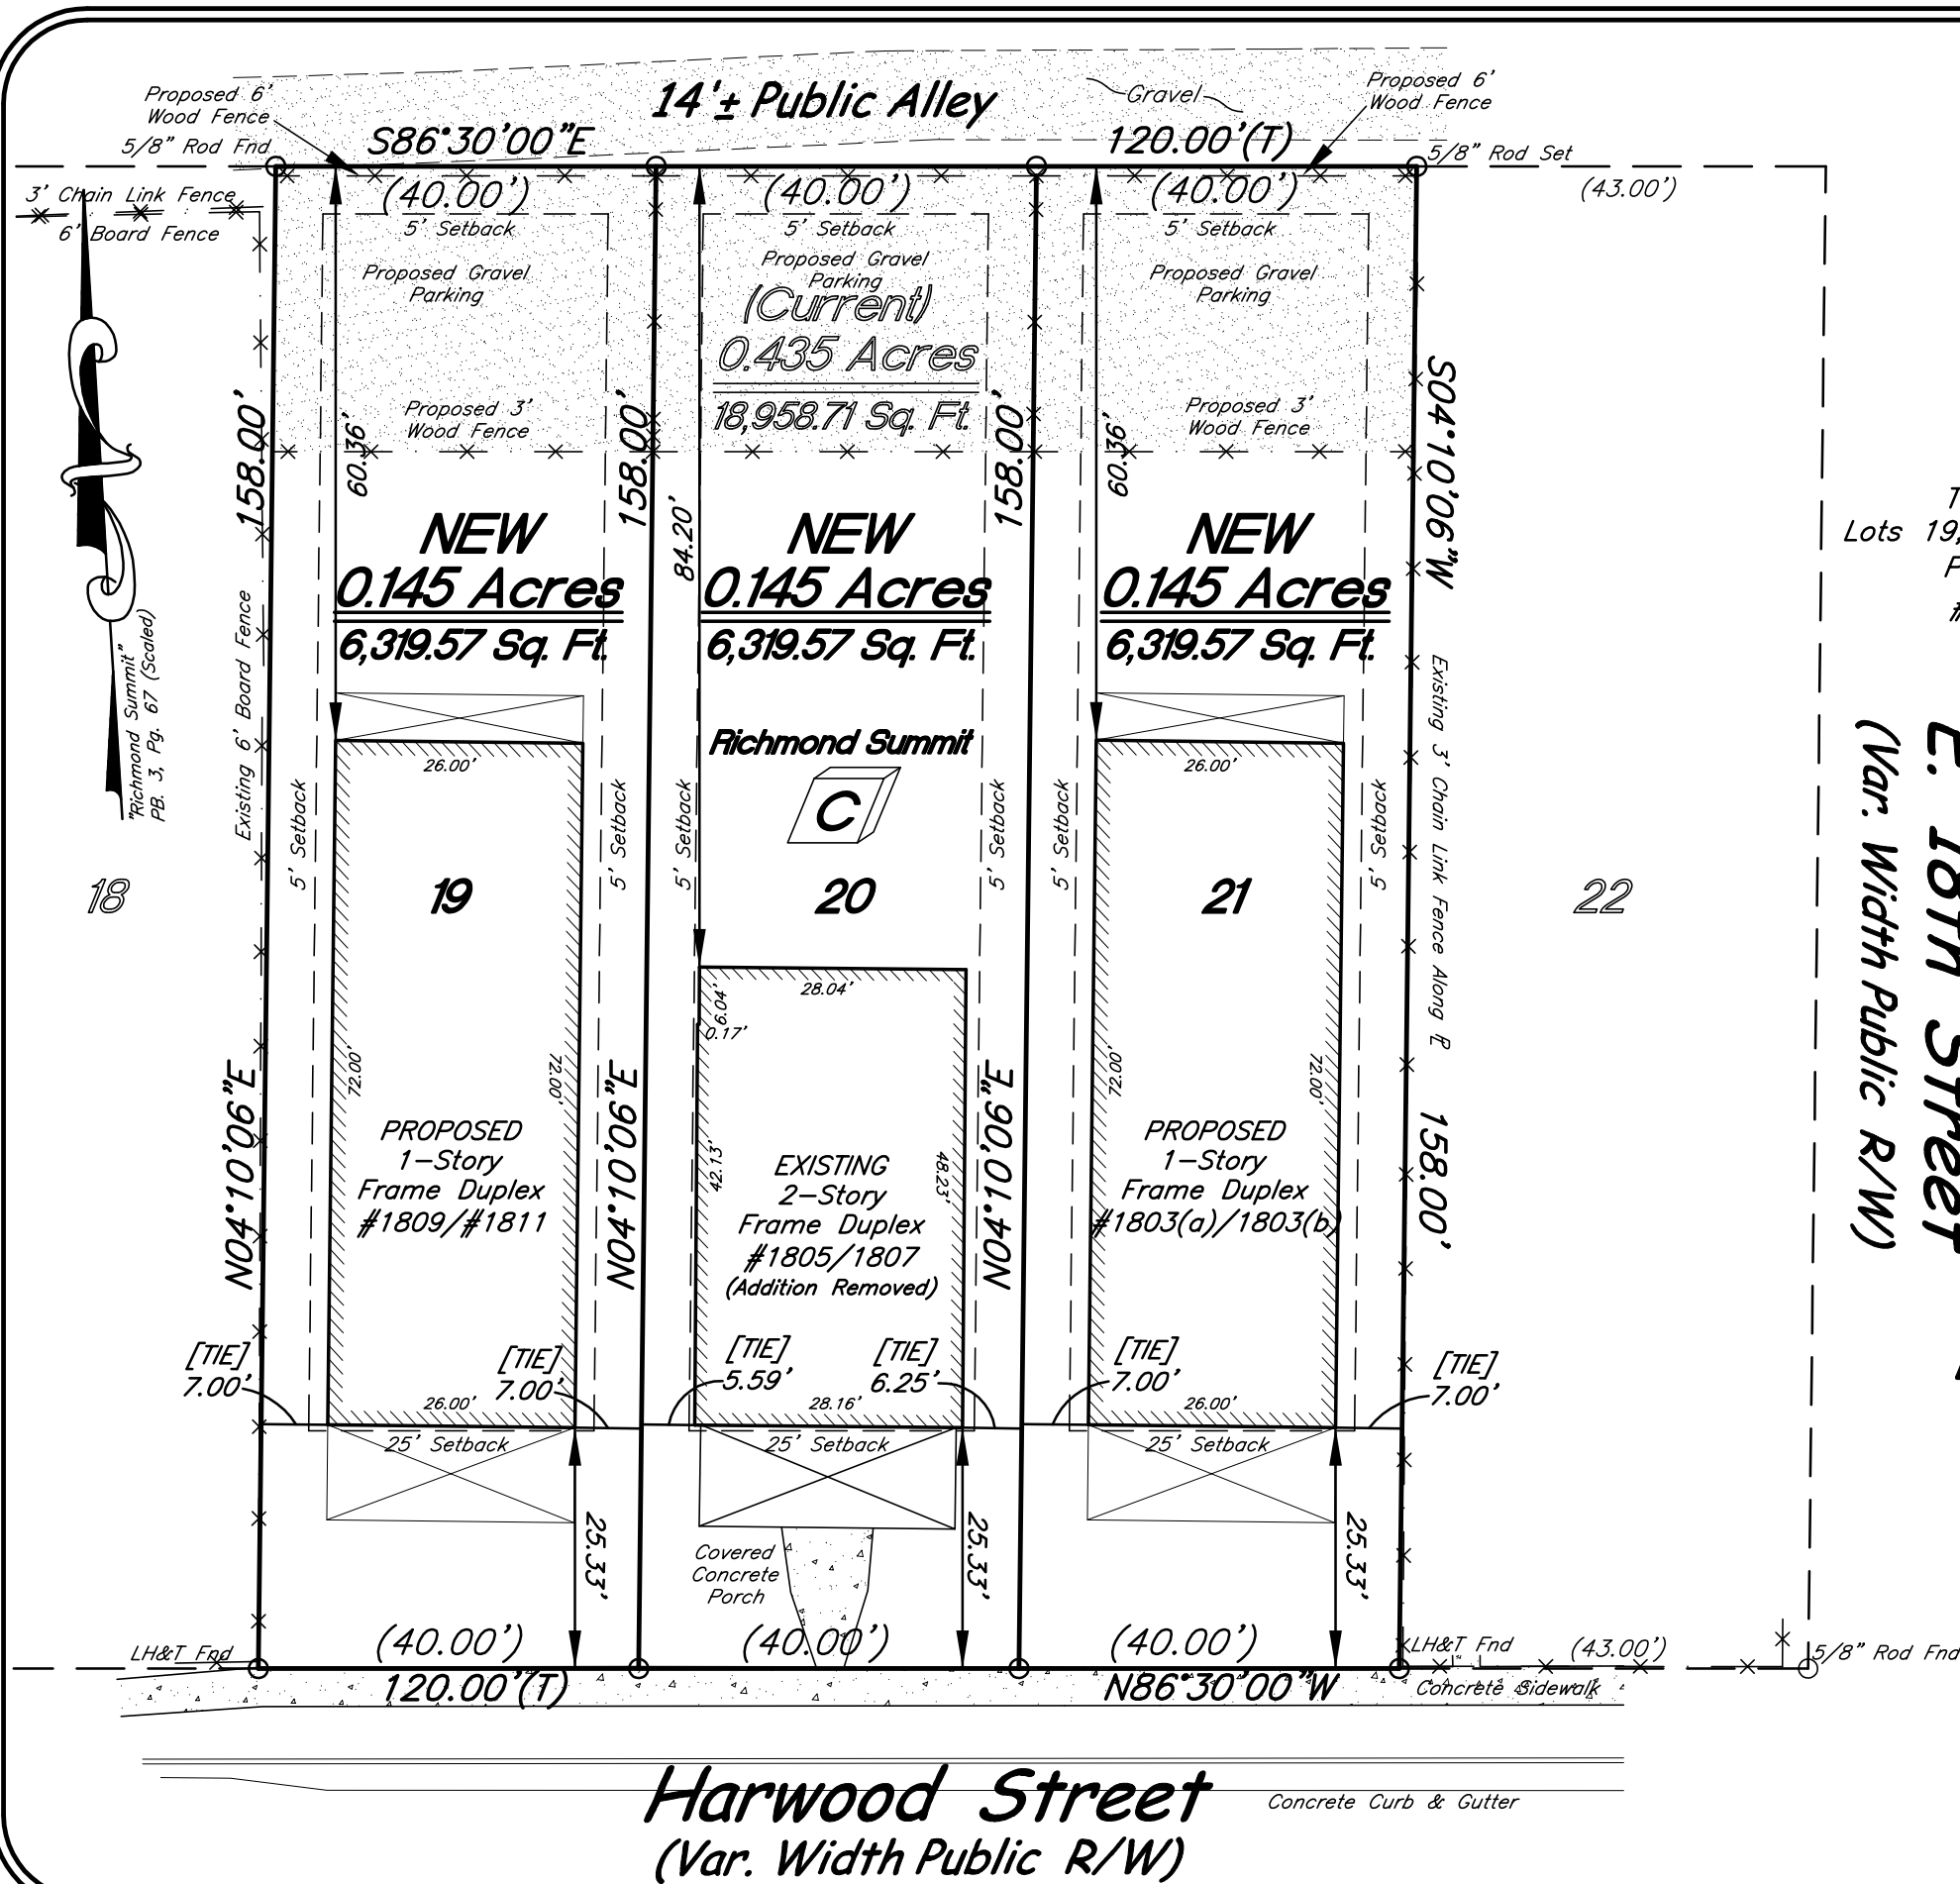 14'± Public Alley
Gravel
Proposed 6'
Wood Fence
Proposed 6'
Wood Fence
5/8" Rod Fnd
S86°30'00"E
120.00'(T)
5/8" Rod Set
3' Chain Link Fence
6' Board Fence
(40.00')
(40.00')
(40.00')
(43.00')
5' Setback
5' Setback
5' Setback
Proposed Gravel
Parking
Proposed Gravel
Parking
Proposed Gravel
Parking
(Current)
0.435 Acres
18,958.71 Sq. Ft.
Proposed 3'
Wood Fence
Proposed 3'
Wood Fence
158.00'
60.36'
158.00'
84.20'
158.00'
60.36'
S04°10'06"W
Lots 19,
NEW
0.145 Acres
6,319.57 Sq. Ft.
NEW
0.145 Acres
6,319.57 Sq. Ft.
NEW
0.145 Acres
6,319.57 Sq. Ft.
"Richmond Summit"
PB. 3, Pg. 67 (Scaled)
Existing 6' Board Fence
Existing 3' Chain Link Fence Along PL
Richmond Summit
C
26.00'
26.00'
5' Setback
5' Setback
5' Setback
5' Setback
5' Setback
5' Setback
18
19
20
21
22
E. 18th Street
(Var. Width Public R/W)
28.04'
6.04'
0.17'
72.00'
72.00'
42.13'
48.23'
72.00'
72.00'
N04°10'06"E
N04°10'06"E
N04°10'06"E
158.00'
PROPOSED
1-Story
Frame Duplex
#1809/#1811
EXISTING
2-Story
Frame Duplex
#1805/1807
(Addition Removed)
PROPOSED
1-Story
Frame Duplex
#1803(a)/1803(b)
[TIE]
7.00'
[TIE]
7.00'
[TIE]
5.59'
[TIE]
6.25'
[TIE]
7.00'
[TIE]
7.00'
26.00'
28.16'
26.00'
25' Setback
25' Setback
25' Setback
25.33'
25.33'
25.33'
Covered
Concrete
Porch
LH&T Fnd
(40.00')
(40.00')
(40.00')
LH&T Fnd
(43.00')
5/8" Rod Fnd
120.00'(T)
N86°30'00"W
Concrete Sidewalk
Harwood Street
(Var. Width Public R/W)
Concrete Curb & Gutter